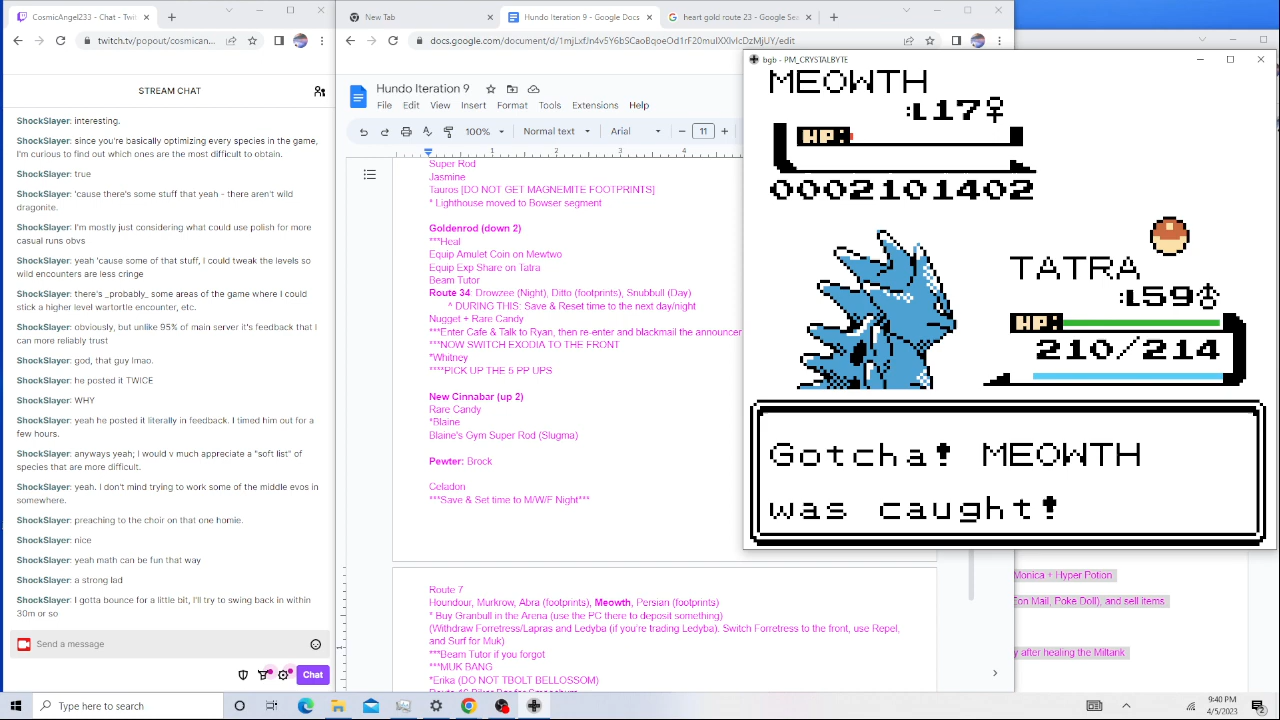 CosmicAngel233 - Chat - Twit
twitch.tv/popout/cosmican...
STREAM CHAT
ShockSlayer: interesting.
ShockSlayer: since you're basically optimizing every species in the game,
I'm curious to find out which ones are the most difficult to obtain.
ShockSlayer: true
ShockSlayer: 'cause there's some stuff that yeah - there aren't wild
dragonite.
ShockSlayer: I'm mostly just considering what could use polish for more
casual runs obvs
ShockSlayer: yeah 'cause some of that stuff, I could tweak the levels so
wild encounters are less cringe
ShockSlayer: there's _probably_ some areas of the game where I could
stick a higher level wartortle encounter, etc.
ShockSlayer: obviously, but unlike 95% of main server it's feedback that I
can more reliably trust
ShockSlayer: god, that guy lmao.
ShockSlayer: he posted it TWICE
ShockSlayer: WHY
ShockSlayer: yeah he posted it literally in feedback. I timed him out for a
few hours.
ShockSlayer: anyways yeah; I would v much appreciate a "soft list" of
species that are more difficult.
ShockSlayer: yeah. I don't mind trying to work some of the middle evos in
somewhere.
ShockSlayer: preaching to the choir on that one homie.
ShockSlayer: nice
ShockSlayer: yeah math can be fun that way
ShockSlayer: a strong lad
ShockSlayer: I gotta bounce for a little bit, I'll try to swing back in within
30m or so
Send a message
Chat
New Tab
Hundo Iteration 9 - Google Docs
heart gold route 23 - Google Sea
Hundo Iteration 9
File Edit View Insert Format Tools Extensions Help
100% Normal text Arial 11
1 2 3 4
Super Rod
Jasmine
Tauros [DO NOT GET MAGNEMITE FOOTPRINTS]
* Lighthouse moved to Bowser segment
Goldenrod (down 2)
***Heal
Equip Amulet Coin on Mewtwo
Equip Exp Share on Tatra
Beam Tutor
Route 34: Drowzee (Night), Ditto (footprints), Snubbull (Day)
^ DURING THIS: Save & Reset time to the next day/night
Nugget + Rare Candy
***Enter Cafe & Talk to Ryan, then re-enter and blackmail the announcer
***NOW SWITCH EXODIA TO THE FRONT
*Whitney
****PICK UP THE 5 PP UPS
New Cinnabar (up 2)
Rare Candy
*Blaine
Blaine's Gym Super Rod (Slugma)
Pewter: Brock
Celadon
***Save & Set time to M/W/F Night***
Route 7
Houndour, Murkrow, Abra (footprints), Meowth, Persian (footprints)
* Buy Granbull in the Arena (use the PC there to deposit something)
(Withdraw Forretress/Lapras and Ledyba (if you're trading Ledyba). Switch Forretress to the front, use Repel,
and Surf for Muk)
***Beam Tutor if you forgot
***MUK BANG
*Erika (DO NOT TBOLT BELLOSSOM)
Monica + Hyper Potion
Eon Mail, Poke Doll), and sell items
y after healing the Miltank
bgb - PM_CRYSTALBYTE
MEOWTH
:L17♀
HP:
0002101402
TATRA
:L59♂
HP:
210/214
Gotcha! MEOWTH
was caught!
Type here to search
9:40 PM
4/5/2023
2